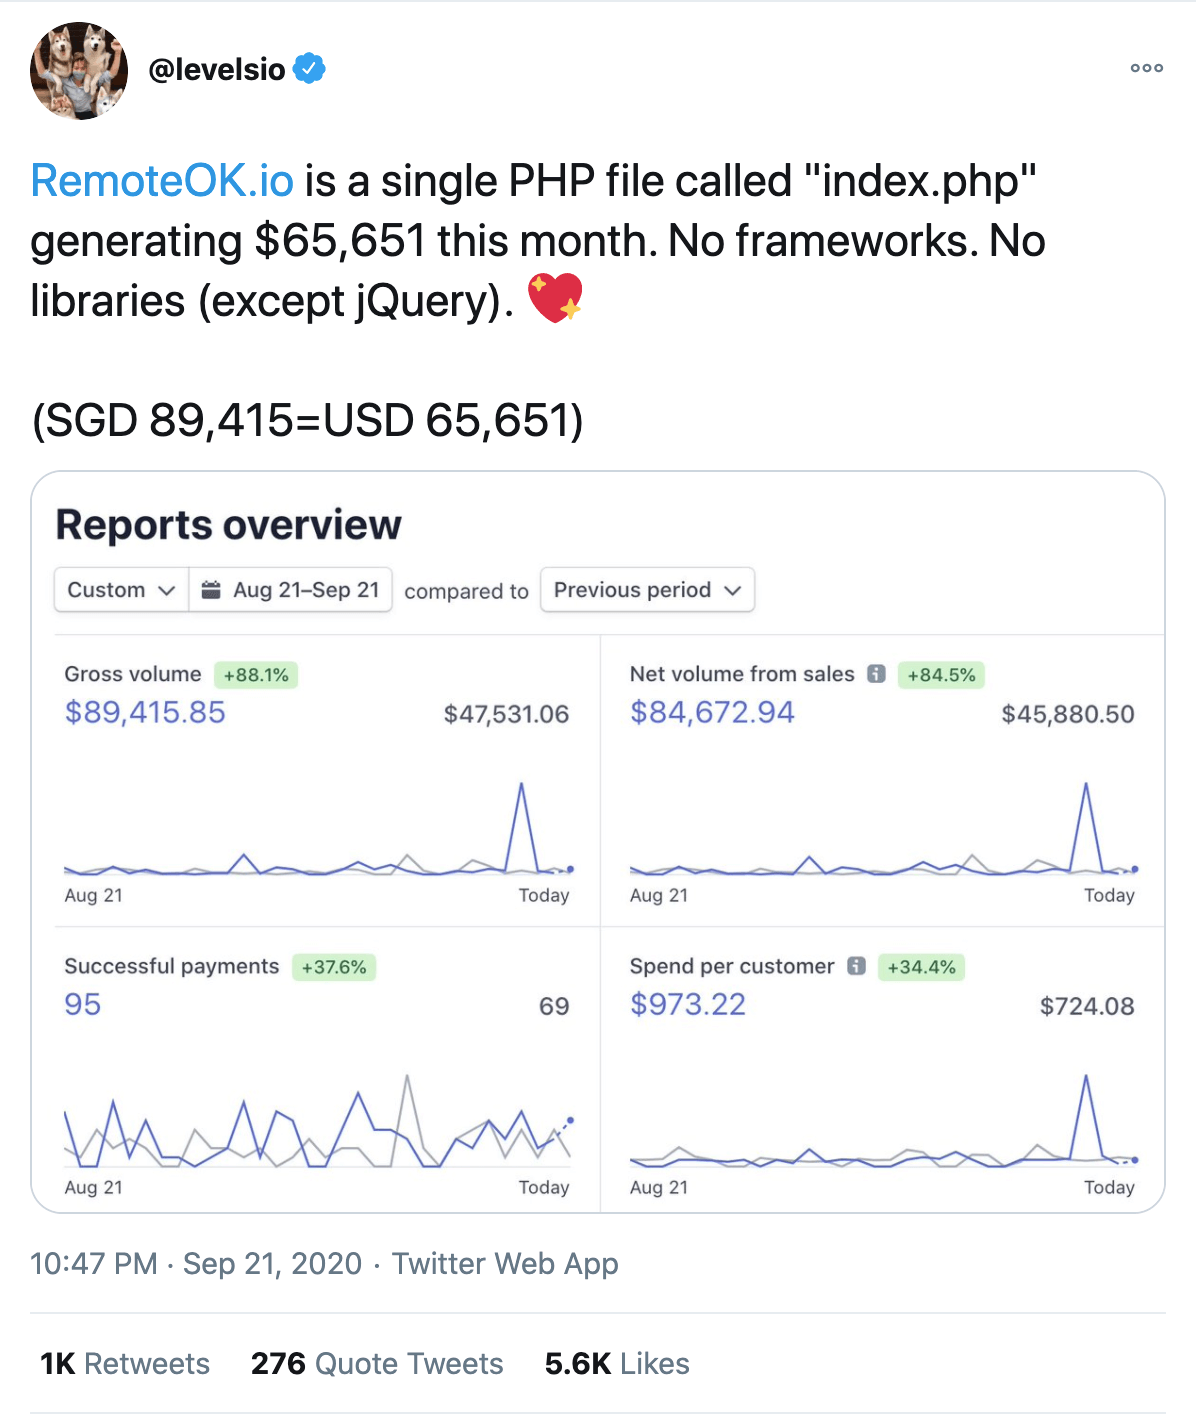 @levelsio
RemoteOK.io is a single PHP file called "index.php"
generating $65,651 this month. No frameworks. No
libraries (except jQuery). 💖
(SGD 89,415=USD 65,651)
Reports overview
Custom Aug 21–Sep 21 compared to Previous period
Gross volume +88.1%
$89,415.85 $47,531.06
Aug 21 Today
Net volume from sales +84.5%
$84,672.94 $45,880.50
Aug 21 Today
Successful payments +37.6%
95 69
Aug 21 Today
Spend per customer +34.4%
$973.22 $724.08
Aug 21 Today
10:47 PM · Sep 21, 2020 · Twitter Web App
1K Retweets 276 Quote Tweets 5.6K Likes